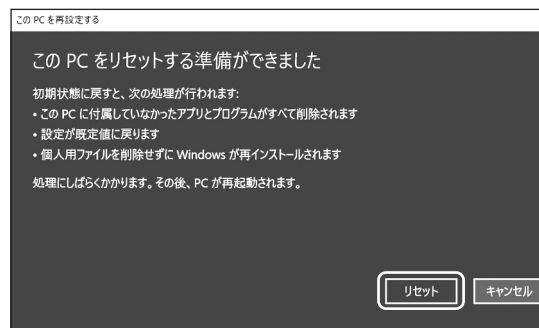 この PC を再設定する
この PC をリセットする準備ができました
初期状態に戻すと、次の処理が行われます:
• この PC に付属していなかったアプリとプログラムがすべて削除されます
• 設定が既定値に戻ります
• 個人用ファイルを削除せずに Windows が再インストールされます
処理にしばらくかかります。その後、PC が再起動されます。
リセット キャンセル